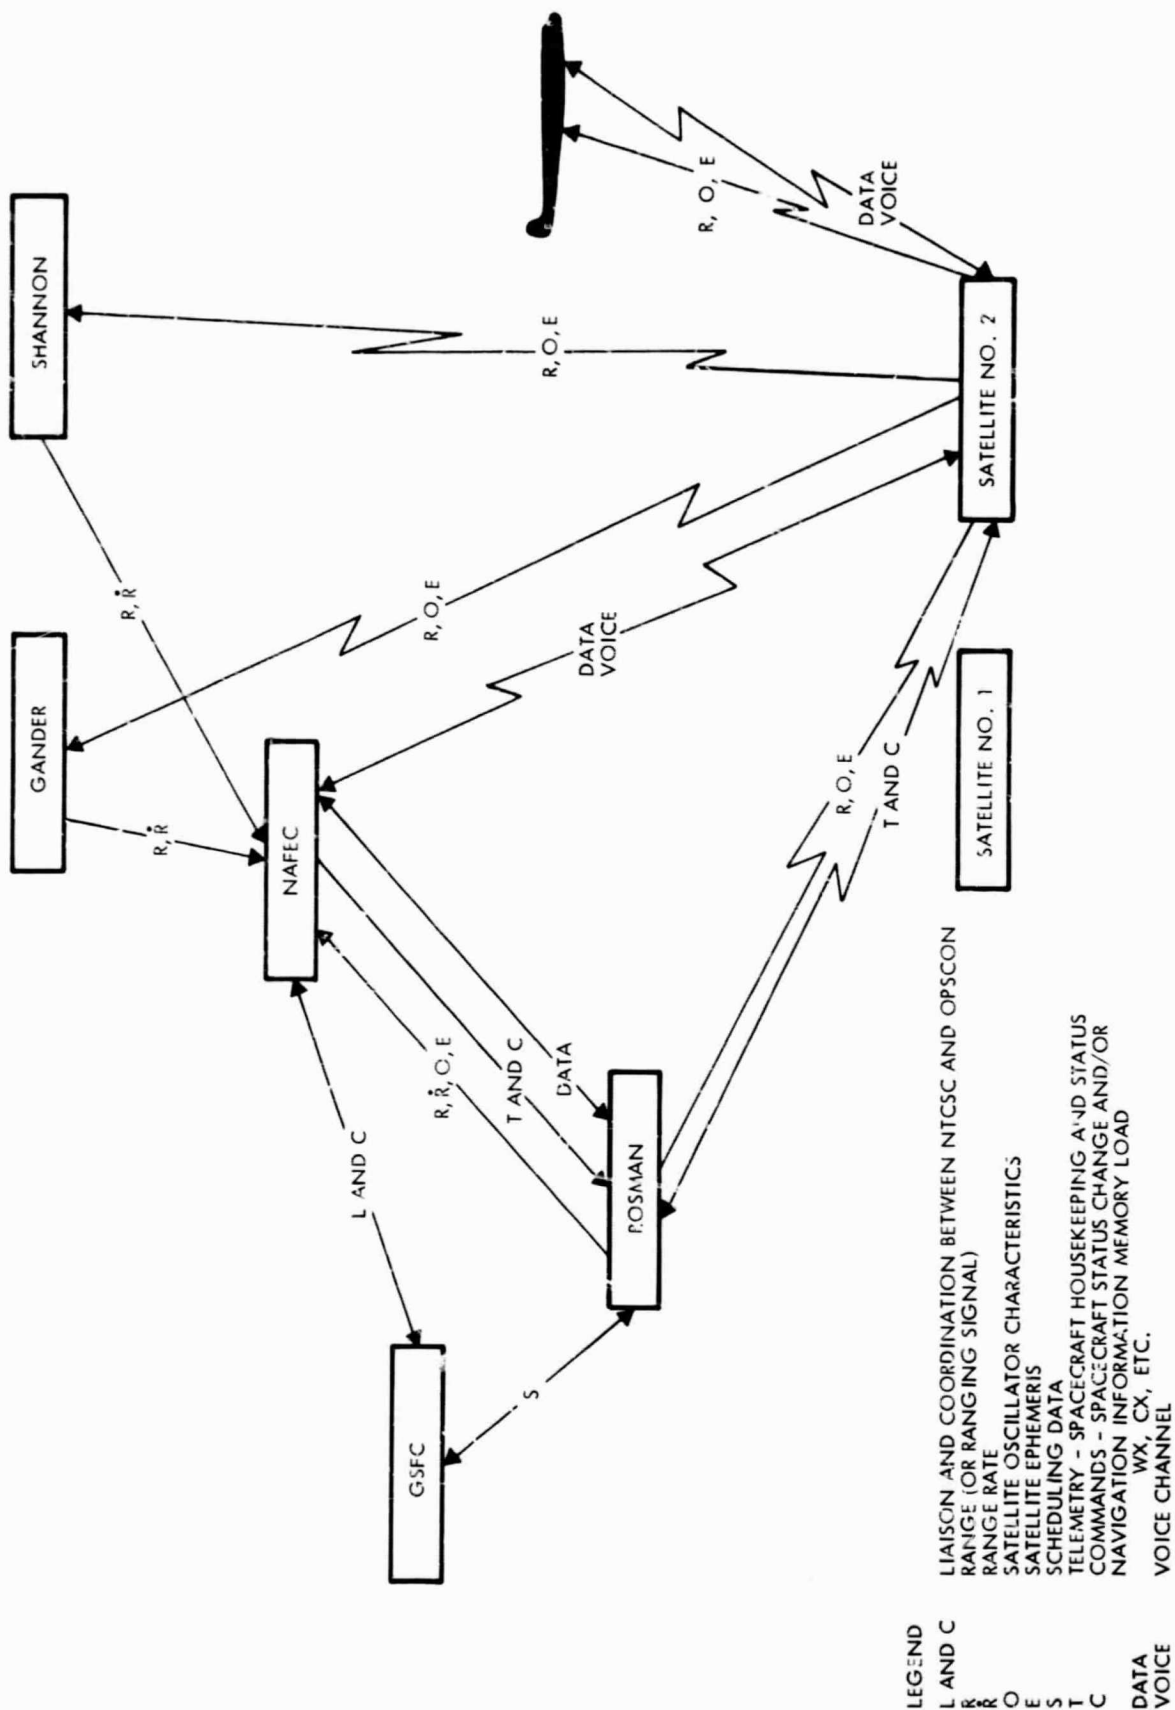 SHANNON
GANDER
R, Ṙ
R, Ṙ
NAFEC
R, O, E
R, O, E
R, O, E
DATA
VOICE
DATA
VOICE
L AND C
R, Ṙ, O, E
T AND C
DATA
GSFC
S
ROSMAN
R, O, E
T AND C
SATELLITE NO. 1
SATELLITE NO. 2
LEGEND
L AND C LIAISON AND COORDINATION BETWEEN NTCSC AND OPSCON
R RANGE (OR RANGING SIGNAL)
Ṙ RANGE RATE
O SATELLITE OSCILLATOR CHARACTERISTICS
E SATELLITE EPHEMERIS
S SCHEDULING DATA
T TELEMETRY - SPACECRAFT HOUSEKEEPING AND STATUS
C COMMANDS - SPACECRAFT STATUS CHANGE AND/OR
NAVIGATION INFORMATION MEMORY LOAD
DATA WX, CX, ETC.
VOICE VOICE CHANNEL